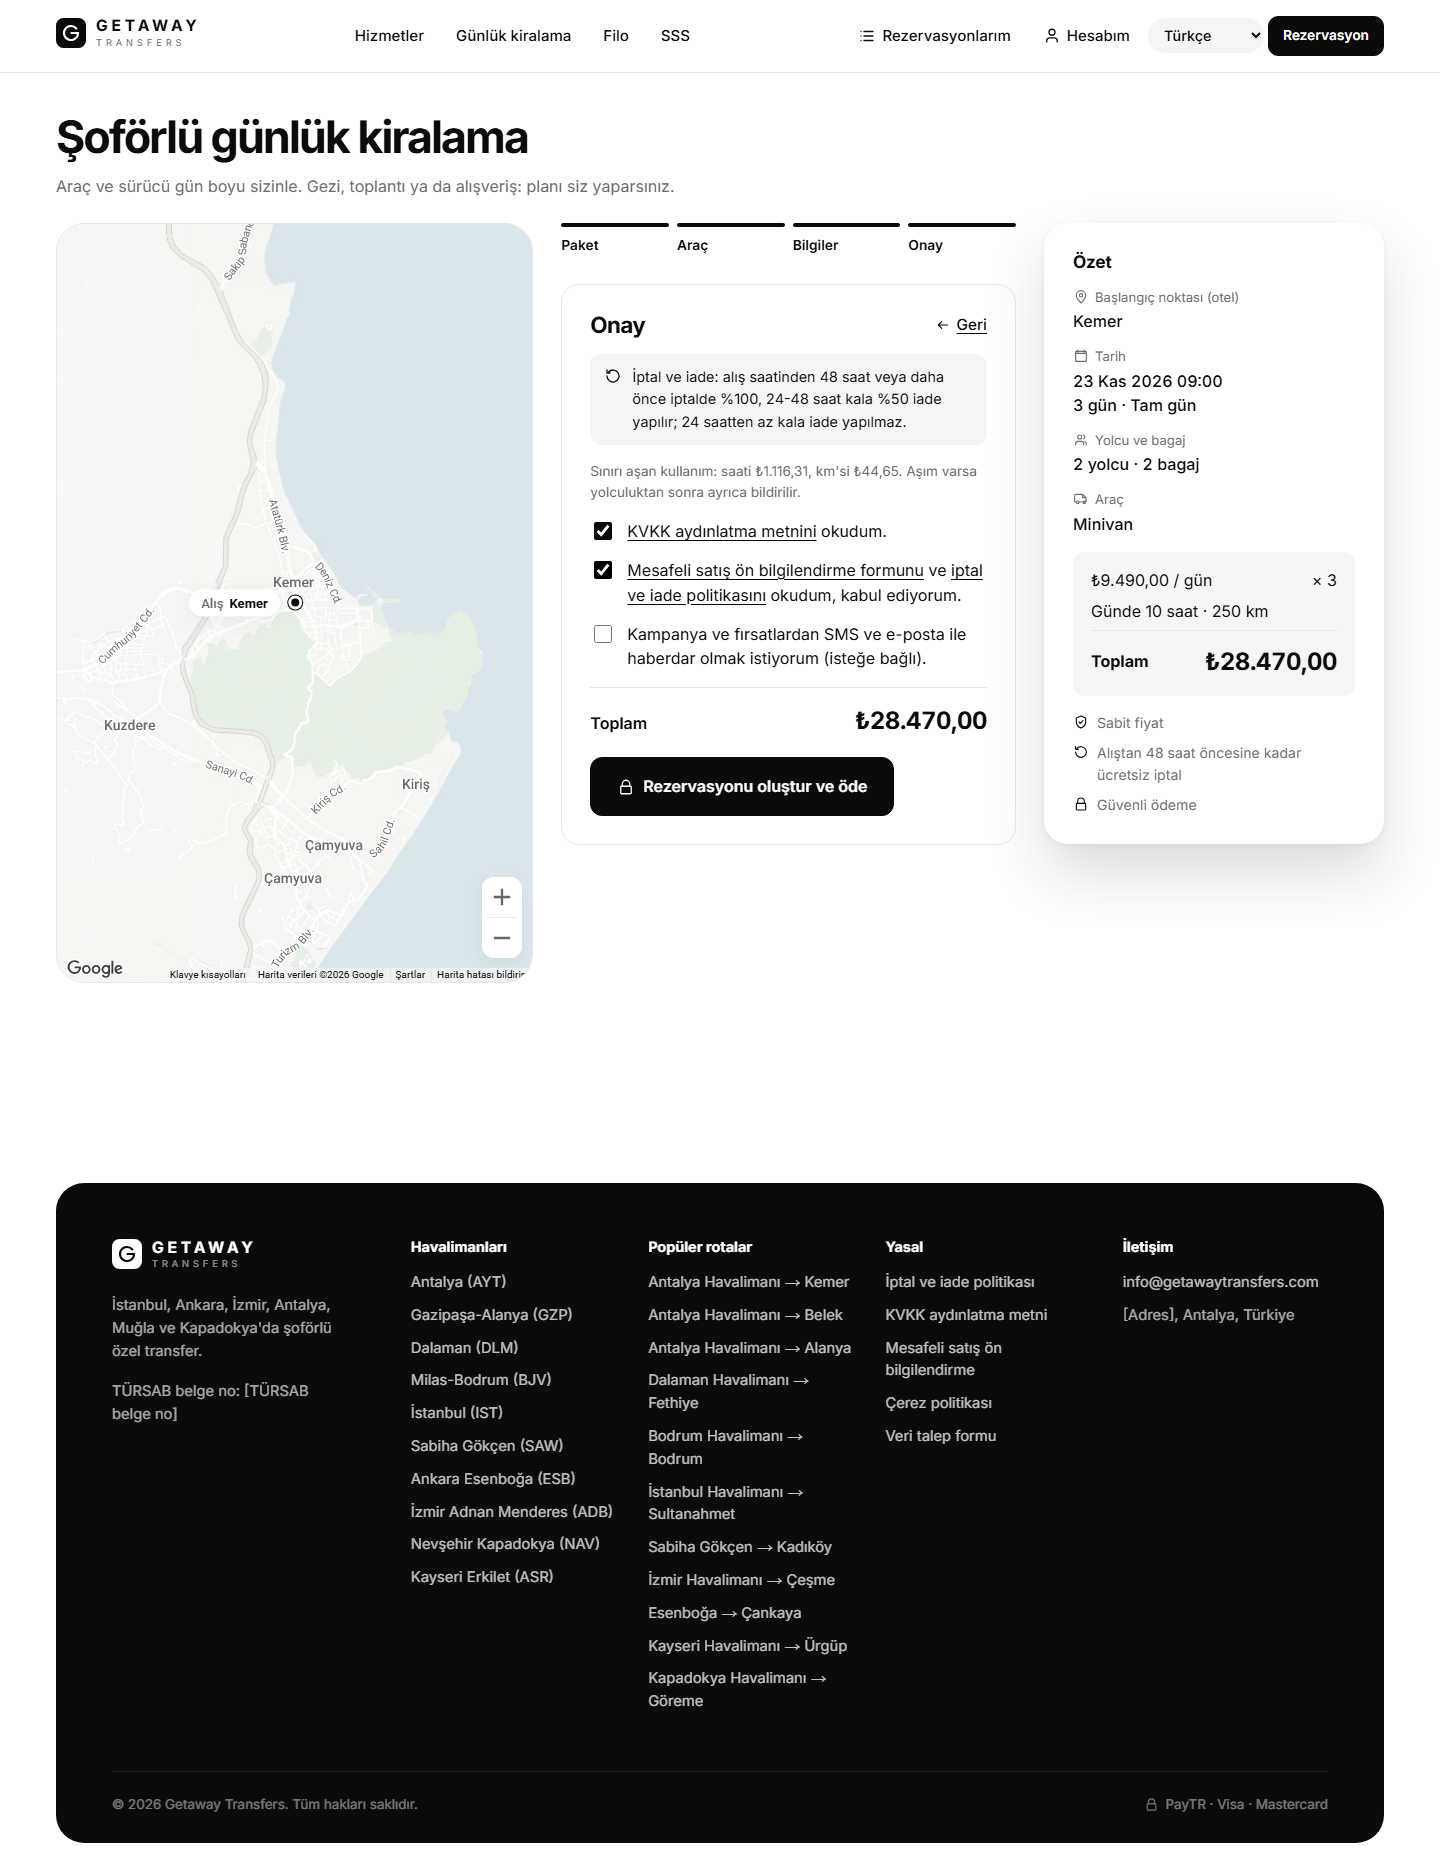 GETAWAY
TRANSFERS
Hizmetler
Günlük kiralama
Filo
SSS
Rezervasyonlarım
Hesabım
Türkçe
Rezervasyon
Şoförlü günlük kiralama
Araç ve sürücü gün boyu sizinle. Gezi, toplantı ya da alışveriş: planı siz yaparsınız.
Atatürk Blv.
Deniz Cd.
Kemer
Alış Kemer
Cumhuriyet Cd.
Kuzdere
Sanayi Cd.
Kiriş Cd.
Kiriş
Çamyuva
Sahil Cd.
Çamyuva
Turizm Blv.
Google
Klavye kısayolları
Harita verileri ©2026 Google
Şartlar
Harita hatası bildirin
Paket
Araç
Bilgiler
Onay
Onay
← Geri
İptal ve iade: alış saatinden 48 saat veya daha
önce iptalde %100, 24-48 saat kala %50 iade
yapılır; 24 saatten az kala iade yapılmaz.
Sınırı aşan kullanım: saati ₺1.116,31, km'si ₺44,65. Aşım varsa
yolculuktan sonra ayrıca bildirilir.
KVKK aydınlatma metnini okudum.
Mesafeli satış ön bilgilendirme formunu ve iptal
ve iade politikasını okudum, kabul ediyorum.
Kampanya ve fırsatlardan SMS ve e-posta ile
haberdar olmak istiyorum (isteğe bağlı).
Toplam
₺28.470,00
Rezervasyonu oluştur ve öde
Özet
Başlangıç noktası (otel)
Kemer
Tarih
23 Kas 2026 09:00
3 gün · Tam gün
Yolcu ve bagaj
2 yolcu · 2 bagaj
Araç
Minivan
₺9.490,00 / gün
× 3
Günde 10 saat · 250 km
Toplam
₺28.470,00
Sabit fiyat
Alıştan 48 saat öncesine kadar
ücretsiz iptal
Güvenli ödeme
GETAWAY
TRANSFERS
İstanbul, Ankara, İzmir, Antalya,
Muğla ve Kapadokya'da şoförlü
özel transfer.
TÜRSAB belge no: [TÜRSAB
belge no]
Havalimanları
Antalya (AYT)
Gazipaşa-Alanya (GZP)
Dalaman (DLM)
Milas-Bodrum (BJV)
İstanbul (IST)
Sabiha Gökçen (SAW)
Ankara Esenboğa (ESB)
İzmir Adnan Menderes (ADB)
Nevşehir Kapadokya (NAV)
Kayseri Erkilet (ASR)
Popüler rotalar
Antalya Havalimanı → Kemer
Antalya Havalimanı → Belek
Antalya Havalimanı → Alanya
Dalaman Havalimanı →
Fethiye
Bodrum Havalimanı →
Bodrum
İstanbul Havalimanı →
Sultanahmet
Sabiha Gökçen → Kadıköy
İzmir Havalimanı → Çeşme
Esenboğa → Çankaya
Kayseri Havalimanı → Ürgüp
Kapadokya Havalimanı →
Göreme
Yasal
İptal ve iade politikası
KVKK aydınlatma metni
Mesafeli satış ön
bilgilendirme
Çerez politikası
Veri talep formu
İletişim
info@getawaytransfers.com
[Adres], Antalya, Türkiye
© 2026 Getaway Transfers. Tüm hakları saklıdır.
PayTR · Visa · Mastercard